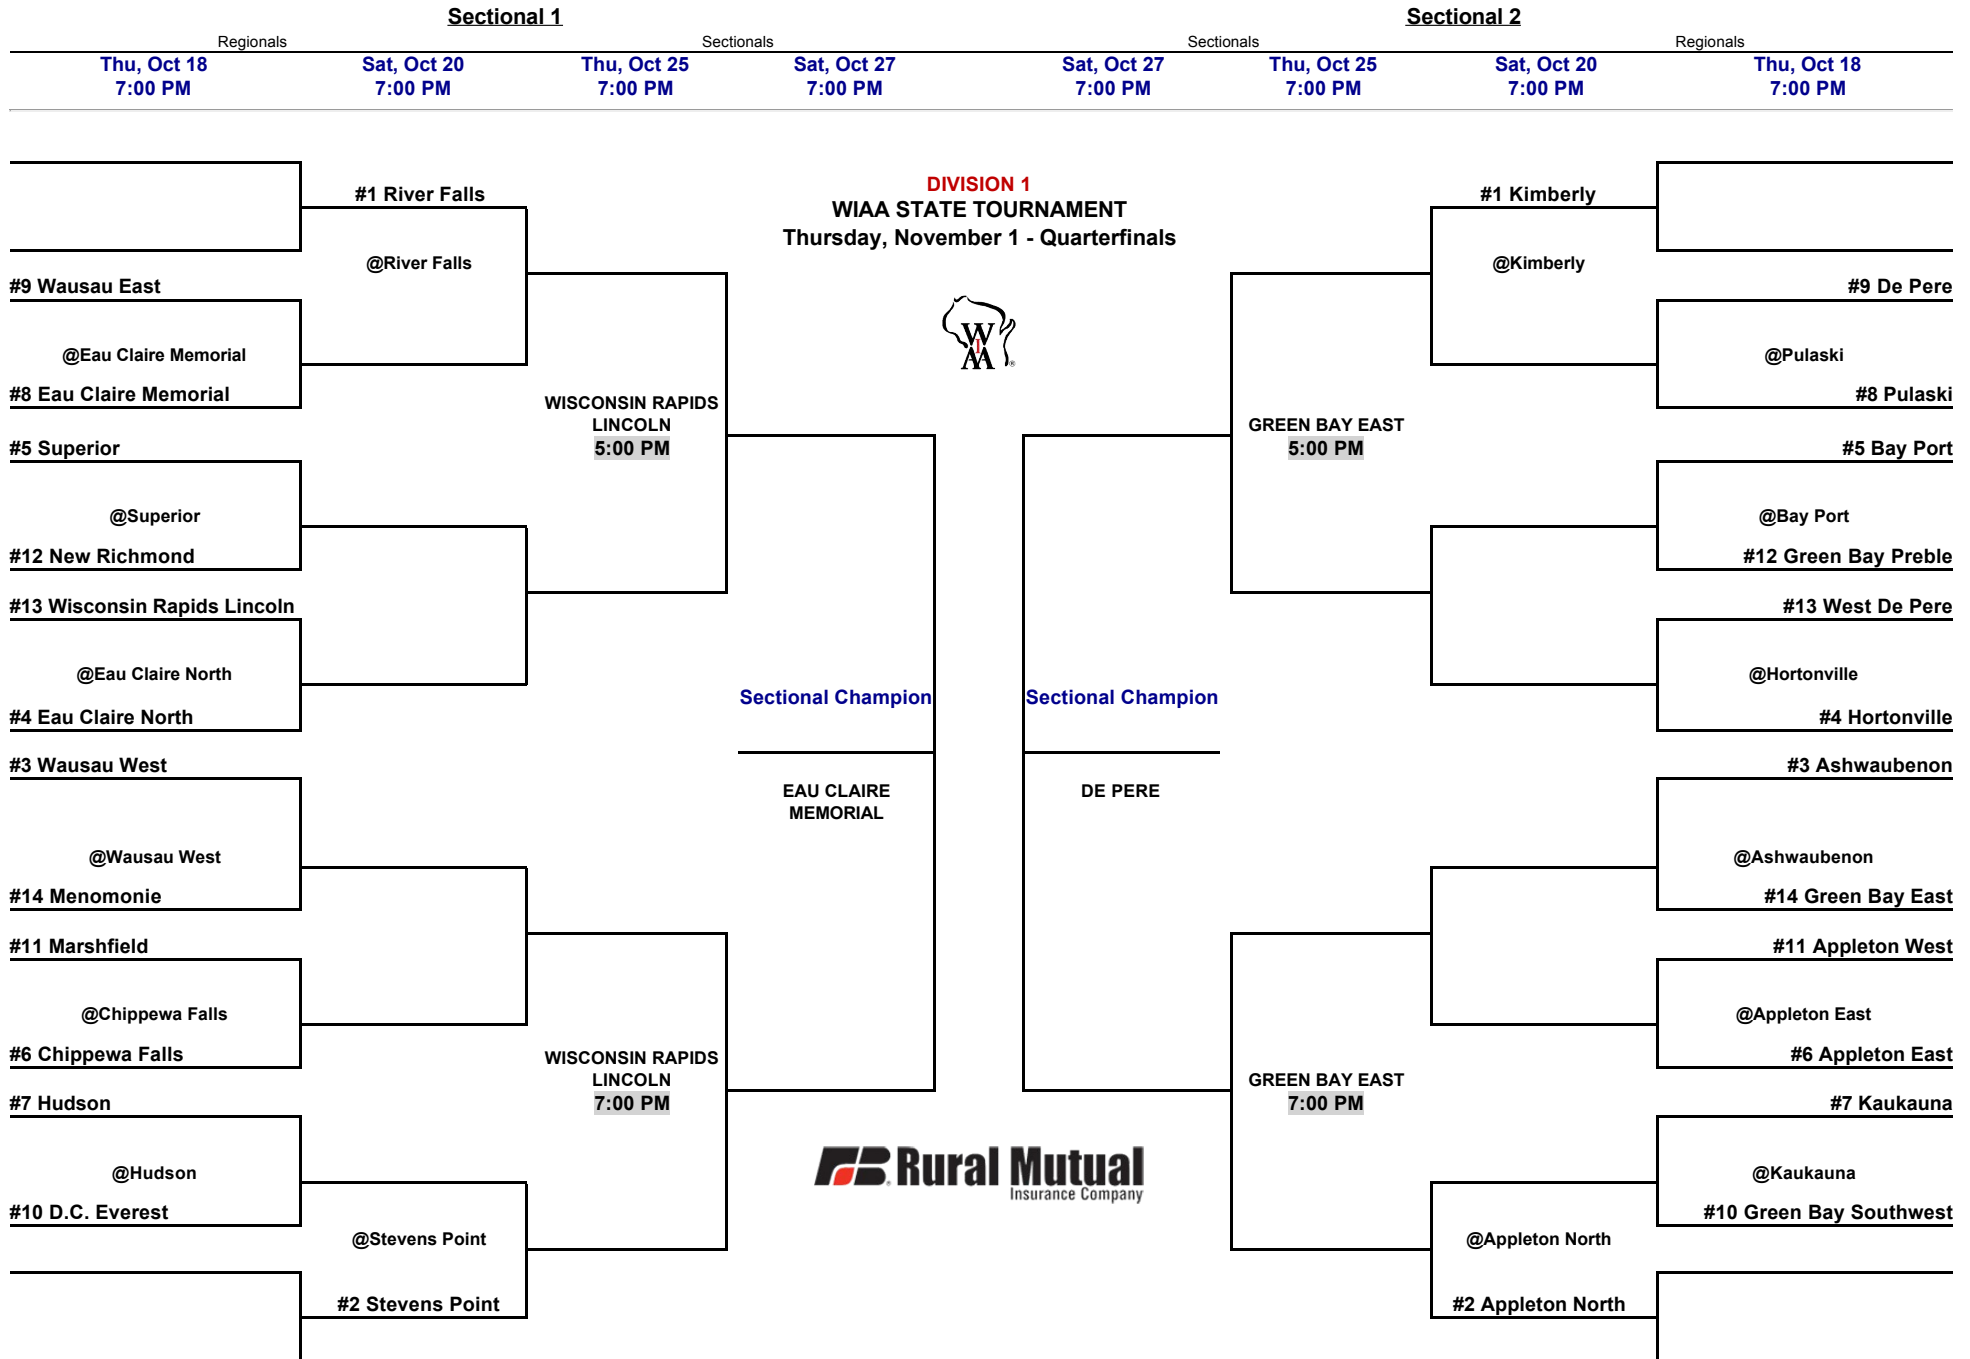 Sectional 1
Sectional 2
Regionals
Sectionals
Sectionals
Regionals
Thu, Oct 18
7:00 PM
Sat, Oct 20
7:00 PM
Thu, Oct 25
7:00 PM
Sat, Oct 27
7:00 PM
Sat, Oct 27
7:00 PM
Thu, Oct 25
7:00 PM
Sat, Oct 20
7:00 PM
Thu, Oct 18
7:00 PM
DIVISION 1
WIAA STATE TOURNAMENT
Thursday, November 1 - Quarterfinals
W
I
AA
®
#1 River Falls
@River Falls
#9 Wausau East
@Eau Claire Memorial
#8 Eau Claire Memorial
WISCONSIN RAPIDS
LINCOLN
5:00 PM
#5 Superior
@Superior
#12 New Richmond
#13 Wisconsin Rapids Lincoln
@Eau Claire North
#4 Eau Claire North
Sectional Champion
EAU CLAIRE
MEMORIAL
#3 Wausau West
@Wausau West
#14 Menomonie
#11 Marshfield
@Chippewa Falls
#6 Chippewa Falls
WISCONSIN RAPIDS
LINCOLN
7:00 PM
#7 Hudson
@Hudson
#10 D.C. Everest
@Stevens Point
#2 Stevens Point
#1 Kimberly
@Kimberly
#9 De Pere
@Pulaski
#8 Pulaski
GREEN BAY EAST
5:00 PM
#5 Bay Port
@Bay Port
#12 Green Bay Preble
#13 West De Pere
@Hortonville
#4 Hortonville
Sectional Champion
DE PERE
#3 Ashwaubenon
@Ashwaubenon
#14 Green Bay East
#11 Appleton West
@Appleton East
#6 Appleton East
GREEN BAY EAST
7:00 PM
#7 Kaukauna
@Kaukauna
#10 Green Bay Southwest
@Appleton North
#2 Appleton North
FB Rural Mutual
Insurance Company